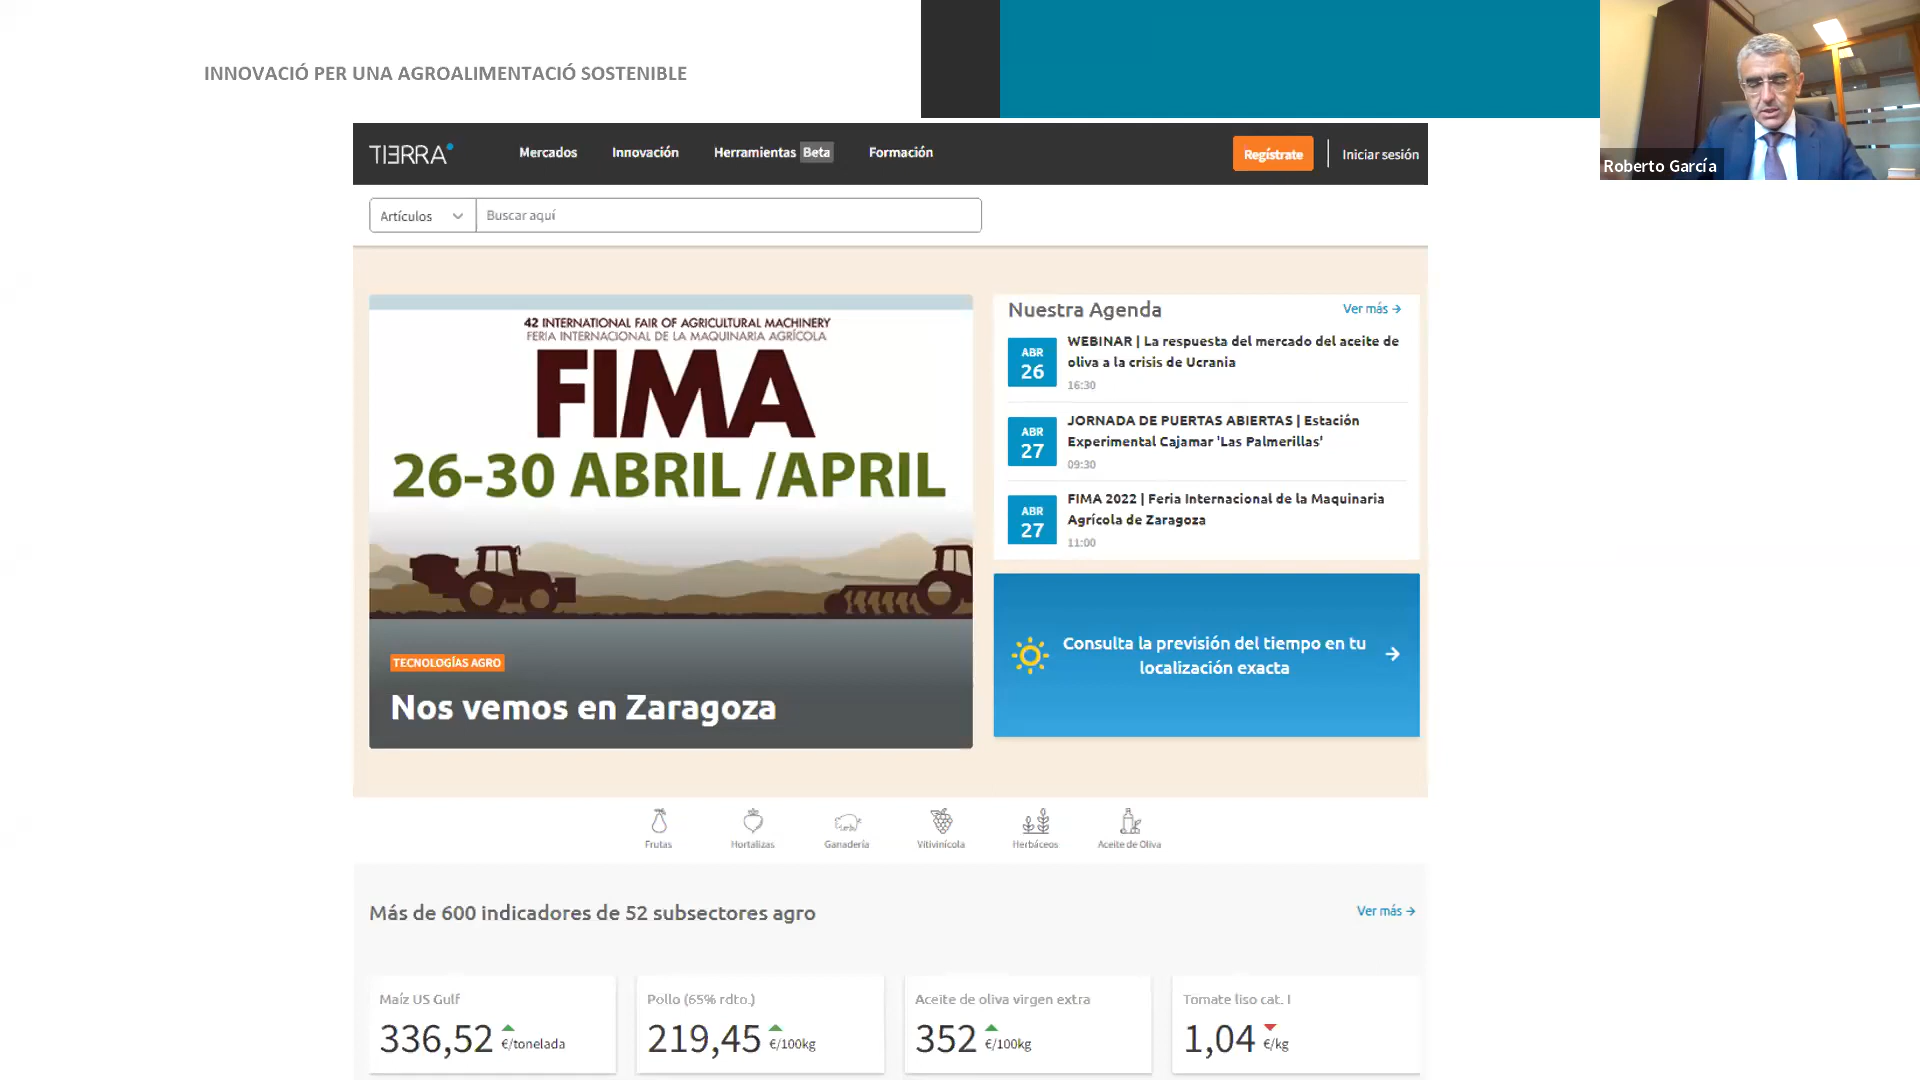 INNOVACIÓ PER UNA AGROALIMENTACIÓ SOSTENIBLE
Roberto García
TIERRA
Mercados
Innovación
Herramientas Beta
Formación
Regístrate
Iniciar sesión
Artículos
Buscar aquí
42 INTERNATIONAL FAIR OF AGRICULTURAL MACHINERY
FERIA INTERNACIONAL DE LA MAQUINARIA AGRÍCOLA
FIMA
26-30 ABRIL /APRIL
TECNOLOGÍAS AGRO
Nos vemos en Zaragoza
Nuestra Agenda
Ver más
ABR
26
WEBINAR | La respuesta del mercado del aceite de
oliva a la crisis de Ucrania
16:30
ABR
27
JORNADA DE PUERTAS ABIERTAS | Estación
Experimental Cajamar 'Las Palmerillas'
09:30
ABR
27
FIMA 2022 | Feria Internacional de la Maquinaria
Agrícola de Zaragoza
11:00
Consulta la previsión del tiempo en tu
localización exacta
Frutas
Hortalizas
Ganadería
Vitivinícola
Herbáceos
Aceite de Oliva
Más de 600 indicadores de 52 subsectores agro
Ver más
Maíz US Gulf
336,52 €/tonelada
Pollo (65% rdto.)
219,45 €/100kg
Aceite de oliva virgen extra
352 €/100kg
Tomate liso cat. I
1,04 €/kg